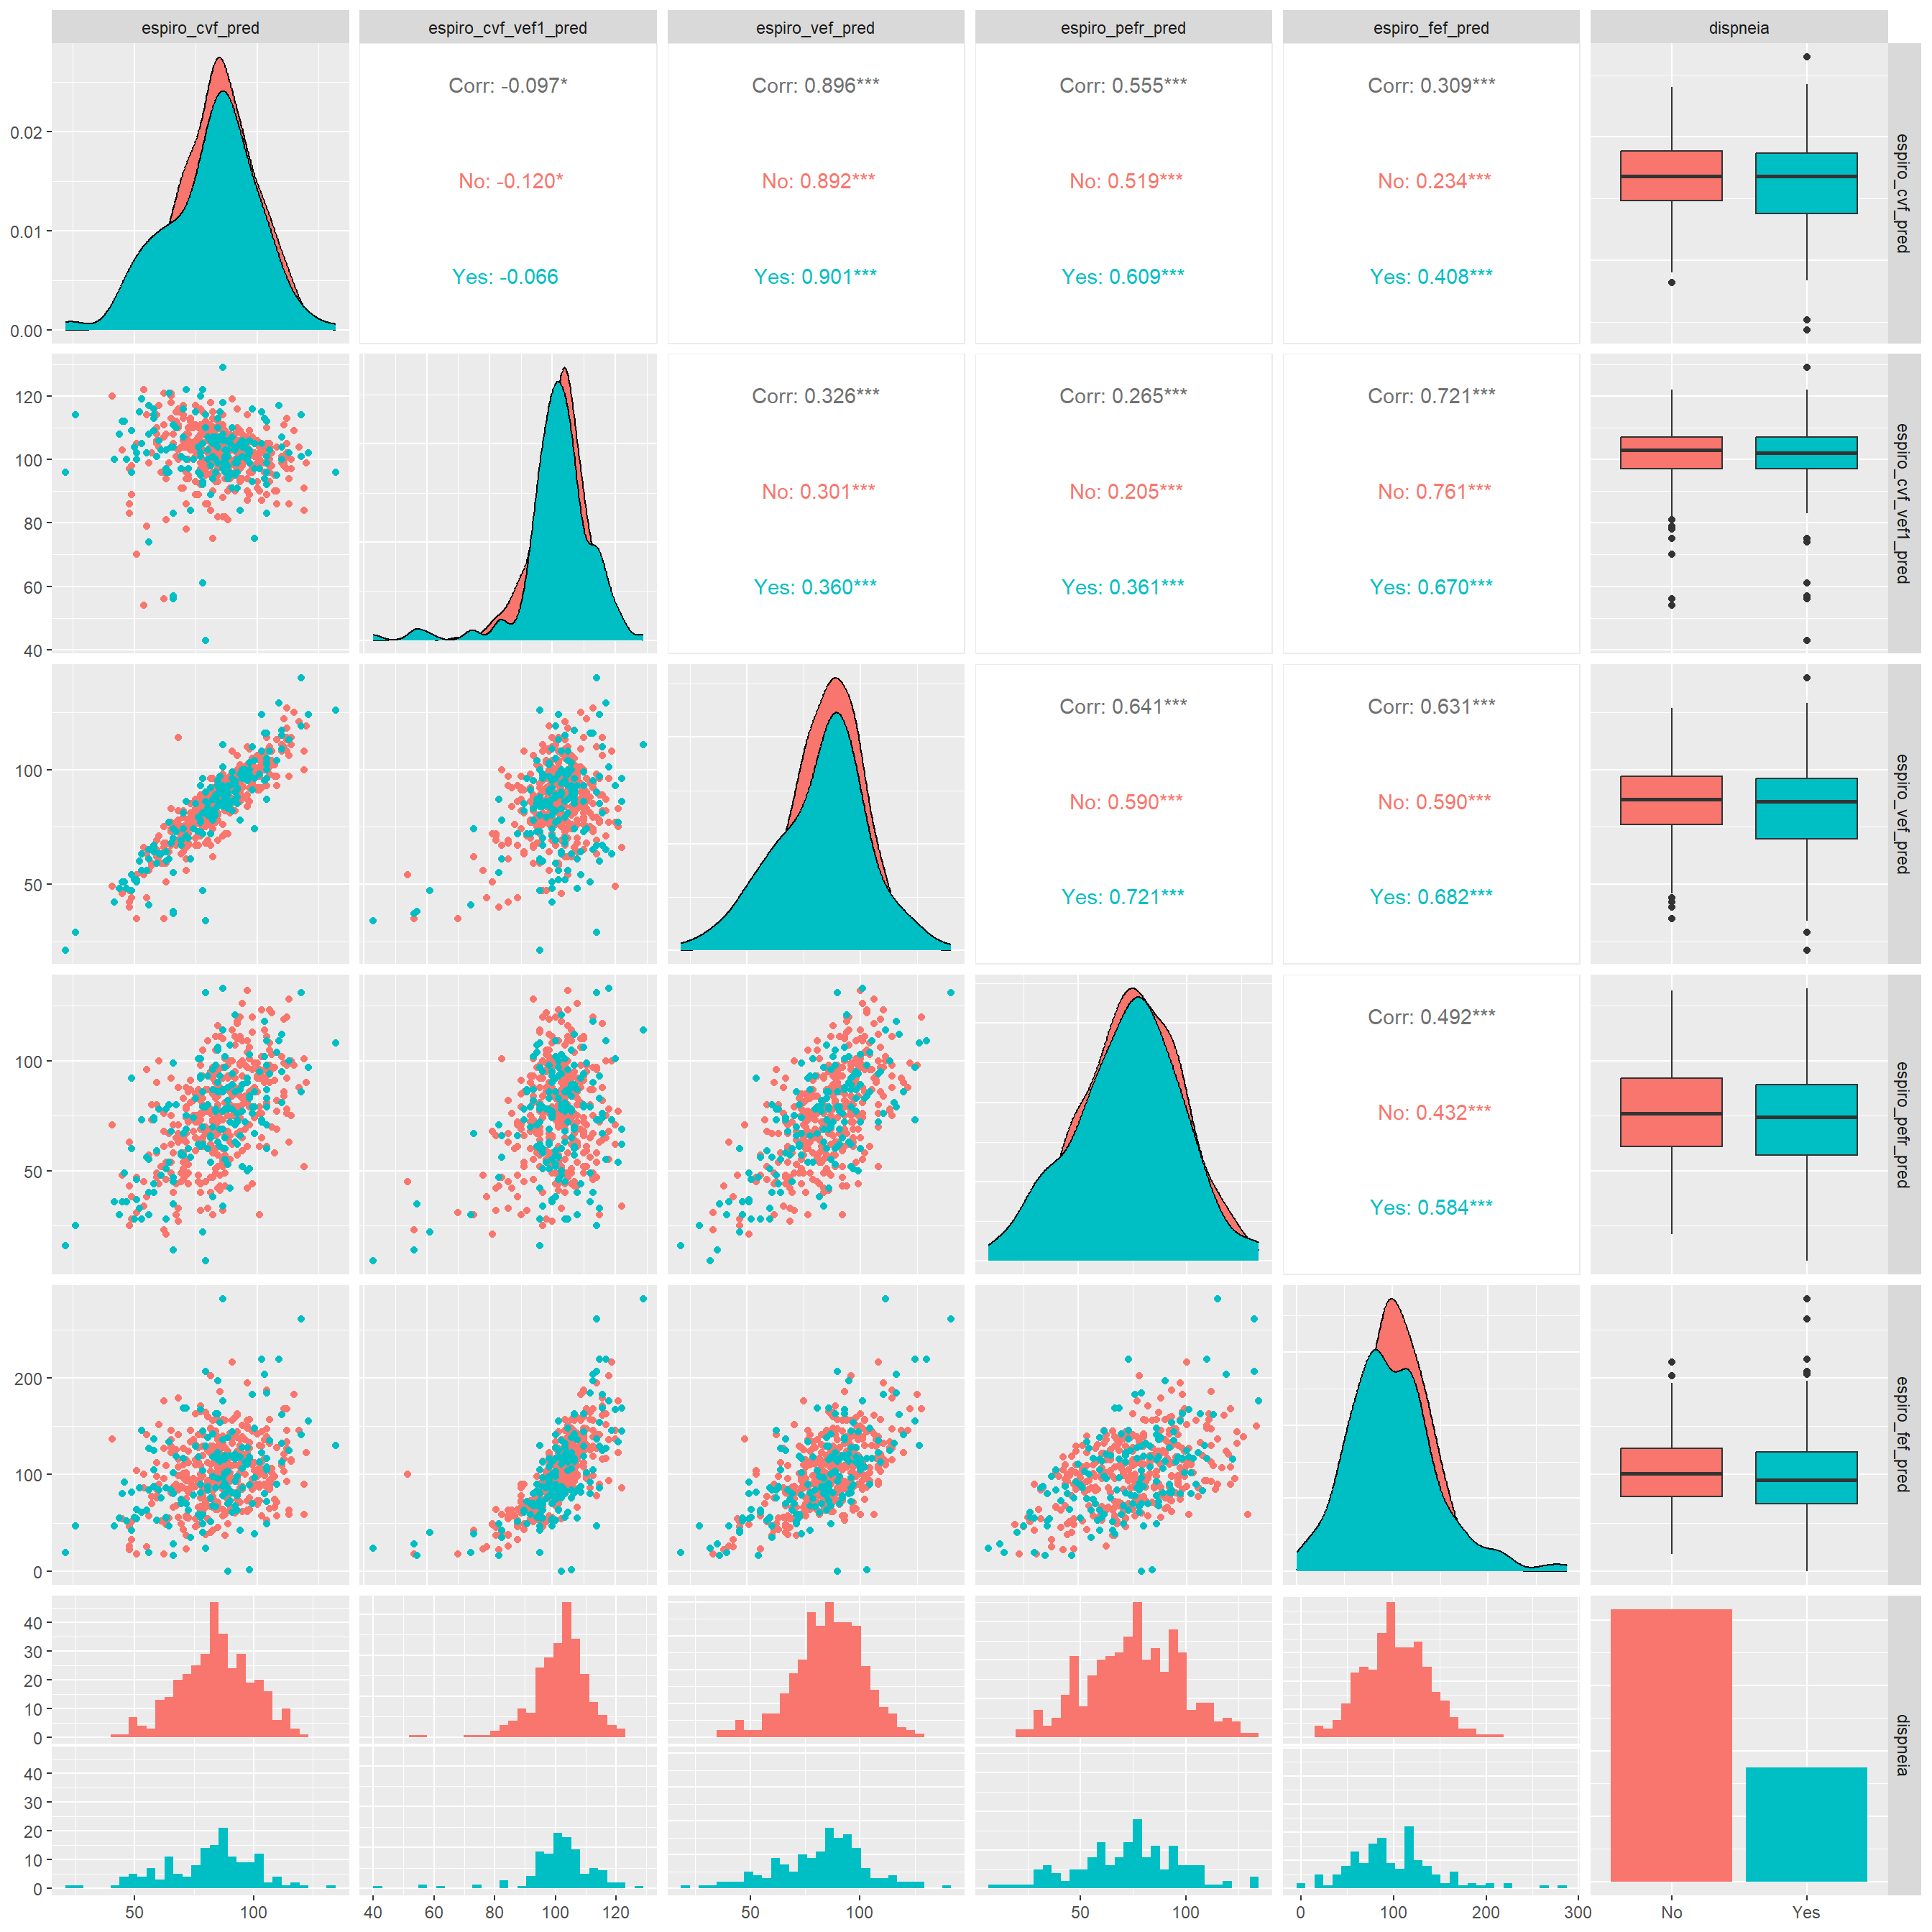 espiro_cvf_pred espiro_cvf_vef1_pred espiro_vef_pred espiro_pefr_pred espiro_fef_pred dispneia
0.02
0.01
0.00
Corr: -0.097* Corr: 0.896*** Corr: 0.555*** Corr: 0.309***
No: -0.120* No: 0.892*** No: 0.519*** No: 0.234***
Yes: -0.066 Yes: 0.901*** Yes: 0.609*** Yes: 0.408***
espiro_cvf_pred
120
100
80
60
40
Corr: 0.326*** Corr: 0.265*** Corr: 0.721***
No: 0.301*** No: 0.205*** No: 0.761***
Yes: 0.360*** Yes: 0.361*** Yes: 0.670***
espiro_cvf_vef1_pred
100
50
Corr: 0.641*** Corr: 0.631***
No: 0.590*** No: 0.590***
Yes: 0.721*** Yes: 0.682***
espiro_vef_pred
100
50
Corr: 0.492***
No: 0.432***
Yes: 0.584***
espiro_pefr_pred
200
100
0
espiro_fef_pred
40
30
20
10
0
40
30
20
10
0
dispneia
50 100 40 60 80 100 120 50 100 50 100 0 100 200 300 No Yes